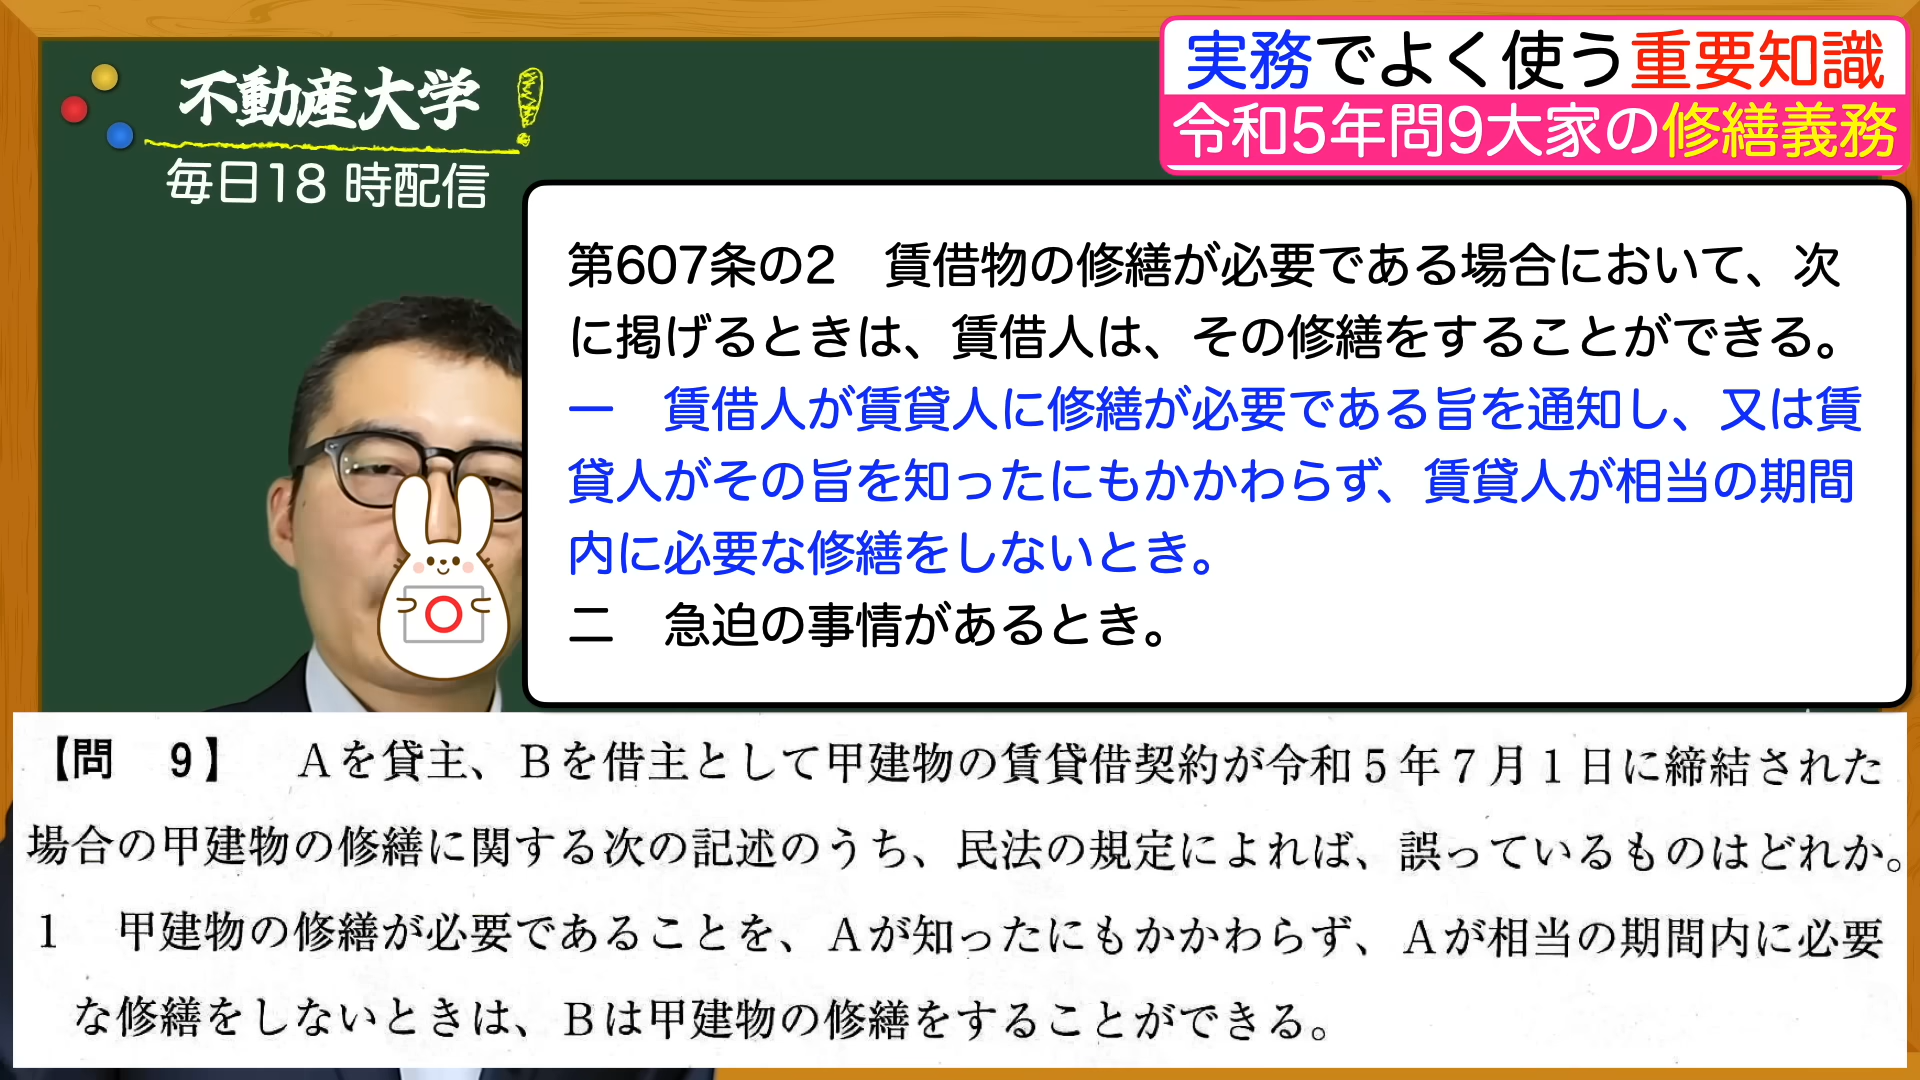 不動産大学!
毎日18 時配信
実務でよく使う重要知識
令和5年問9大家の修繕義務
第607条の2　賃借物の修繕が必要である場合において、次
に掲げるときは、賃借人は、その修繕をすることができる。
一　賃借人が賃貸人に修繕が必要である旨を通知し、又は賃
貸人がその旨を知ったにもかかわらず、賃貸人が相当の期間
内に必要な修繕をしないとき。
二　急迫の事情があるとき。
【問　9】　Aを貸主、Bを借主として甲建物の賃貸借契約が令和5年7月1日に締結された
場合の甲建物の修繕に関する次の記述のうち、民法の規定によれば、誤っているものはどれか。
1　甲建物の修繕が必要であることを、Aが知ったにもかかわらず、Aが相当の期間内に必要
な修繕をしないときは、Bは甲建物の修繕をすることができる。